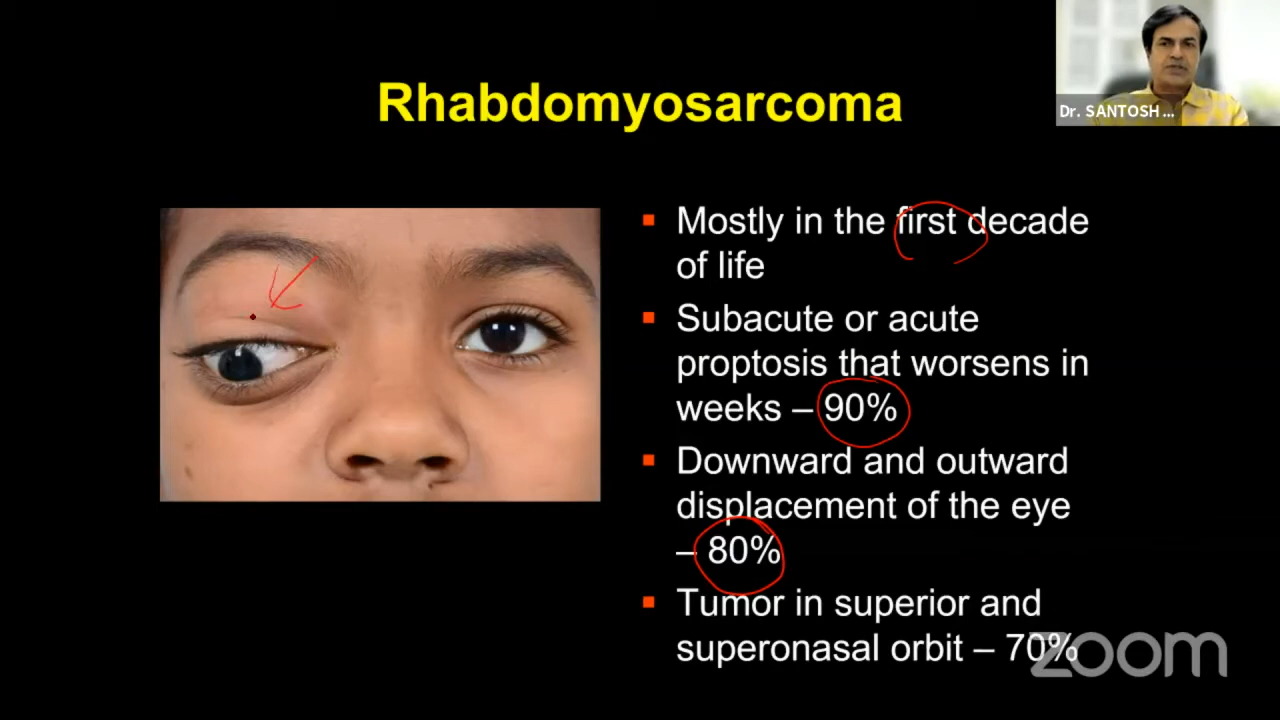 Dr. SANTOSH ...
Rhabdomyosarcoma
Mostly in the first decade
of life
Subacute or acute
proptosis that worsens in
weeks – 90%
Downward and outward
displacement of the eye
– 80%
Tumor in superior and
superonasal orbit – 70%
zoom